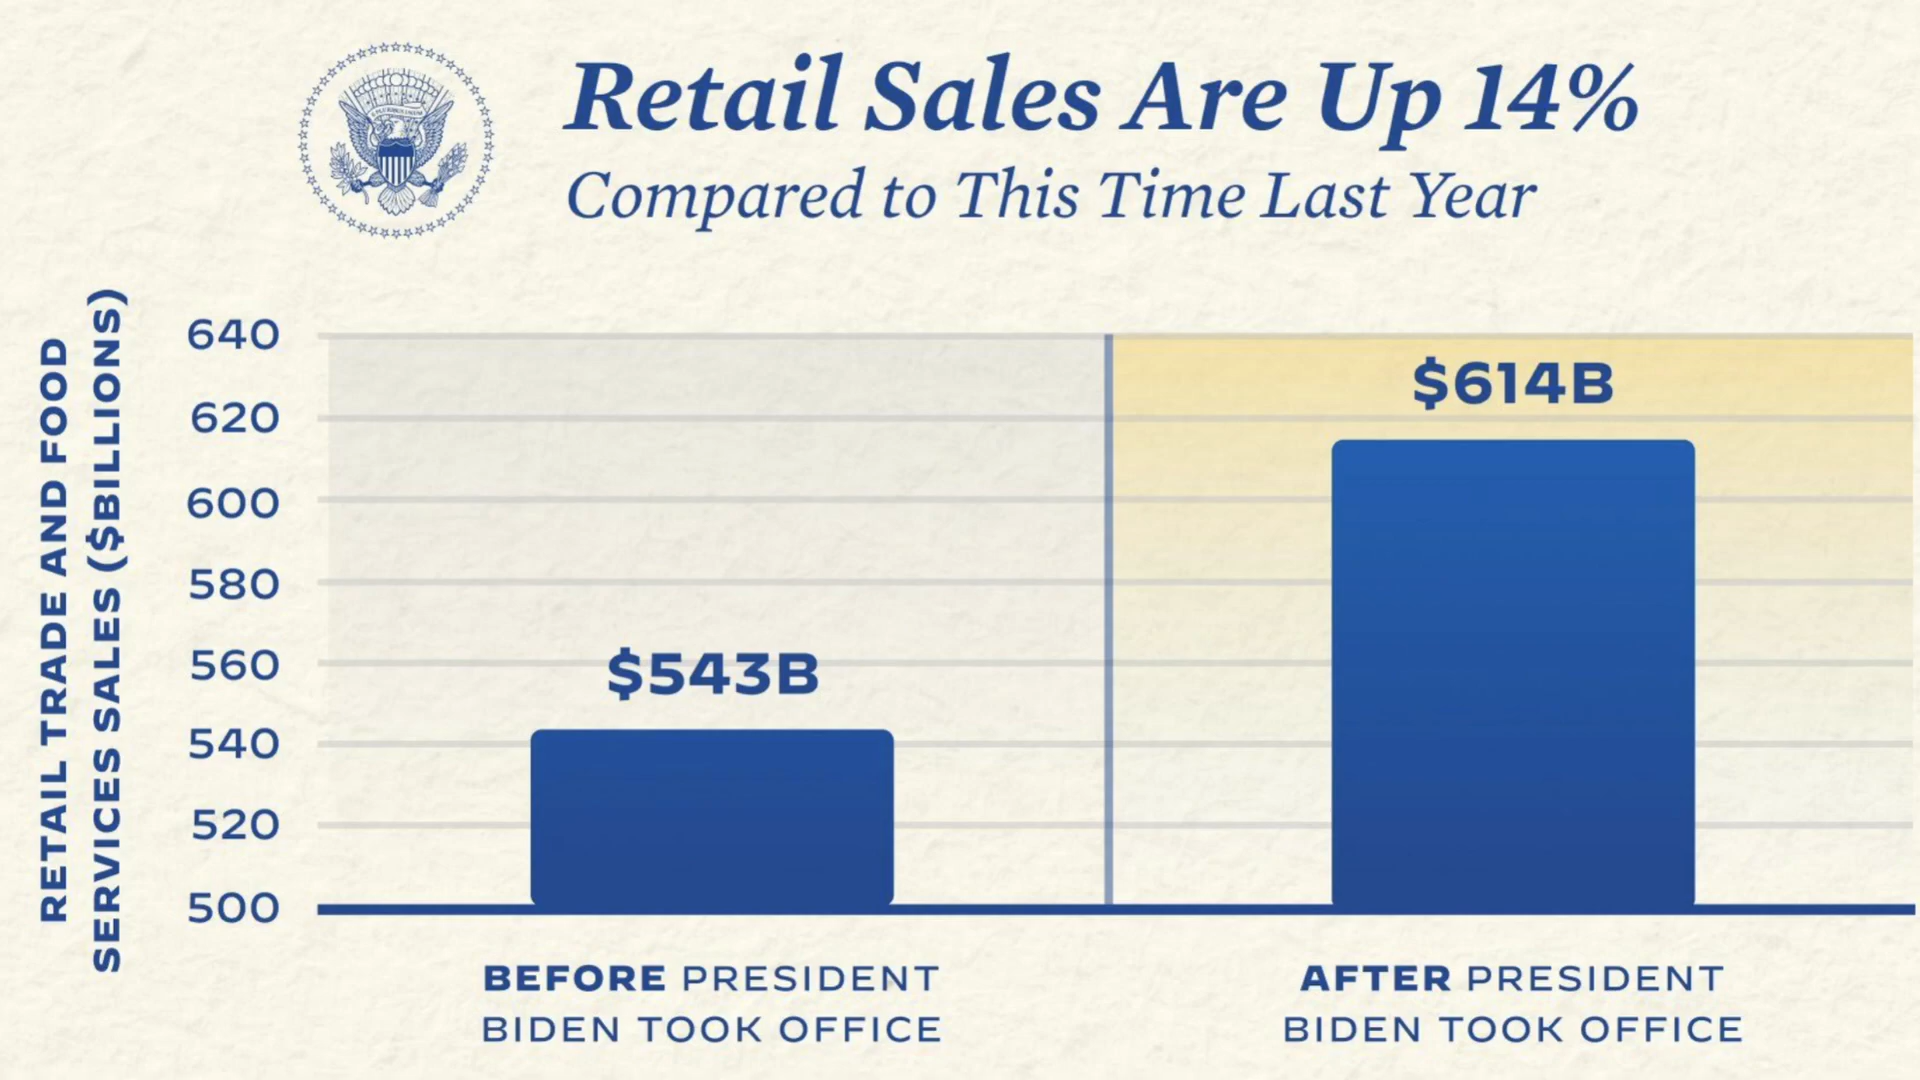 Retail Sales Are Up 14%
Compared to This Time Last Year
RETAIL TRADE AND FOOD
SERVICES SALES ($BILLIONS)
640
620
600
580
560
540
520
500
$543B
$614B
BEFORE PRESIDENT
BIDEN TOOK OFFICE
AFTER PRESIDENT
BIDEN TOOK OFFICE